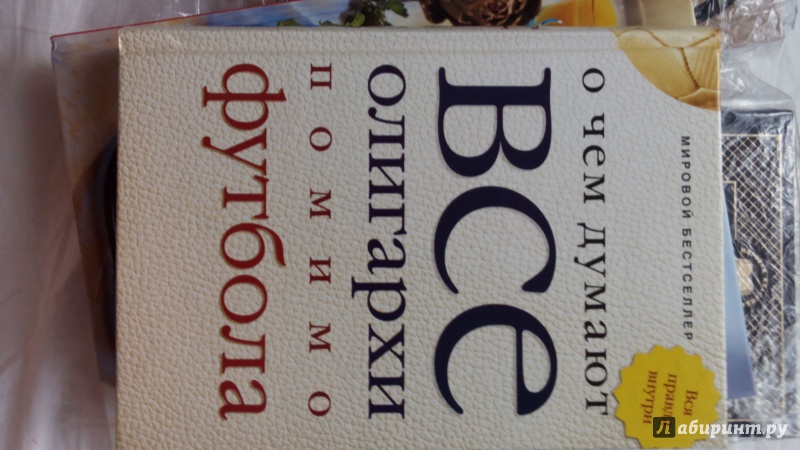 МИРОВОЙ БЕСТСЕЛЛЕР
о чем думают
ВСЕ
олигархи
помимо
футбола
Вся
правда
внутри
Лабиринт.ру